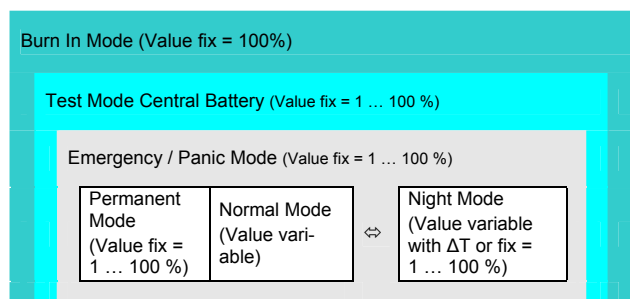 Burn In Mode (Value fix = 100%)
Test Mode Central Battery (Value fix = 1 … 100 %)
Emergency / Panic Mode (Value fix = 1 … 100 %)
Permanent
Mode
(Value fix =
1 … 100 %)
Normal Mode
(Value vari-
able)
⇔
Night Mode
(Value variable
with ΔT or fix =
1 … 100 %)